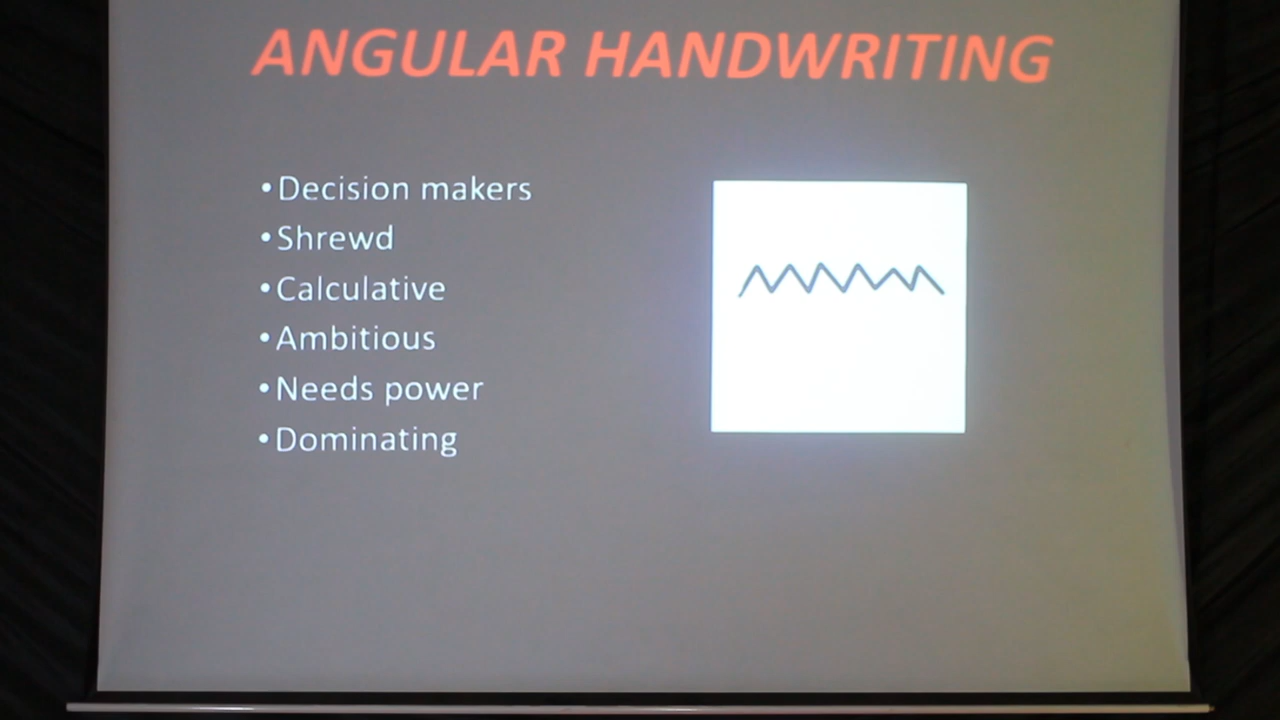 ANGULAR HANDWRITING
•Decision makers
•Shrewd
•Calculative
•Ambitious
•Needs power
•Dominating